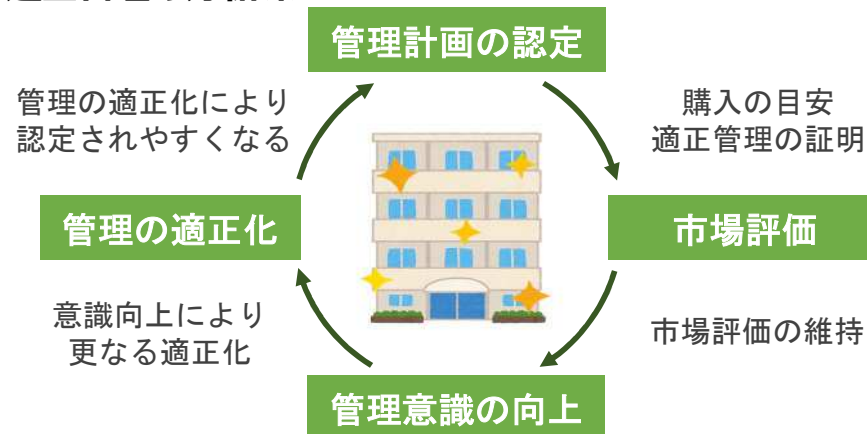 管理計画の認定
管理の適正化により
認定されやすくなる
購入の目安
適正管理の証明
管理の適正化
市場評価
意識向上により
更なる適正化
市場評価の維持
管理意識の向上